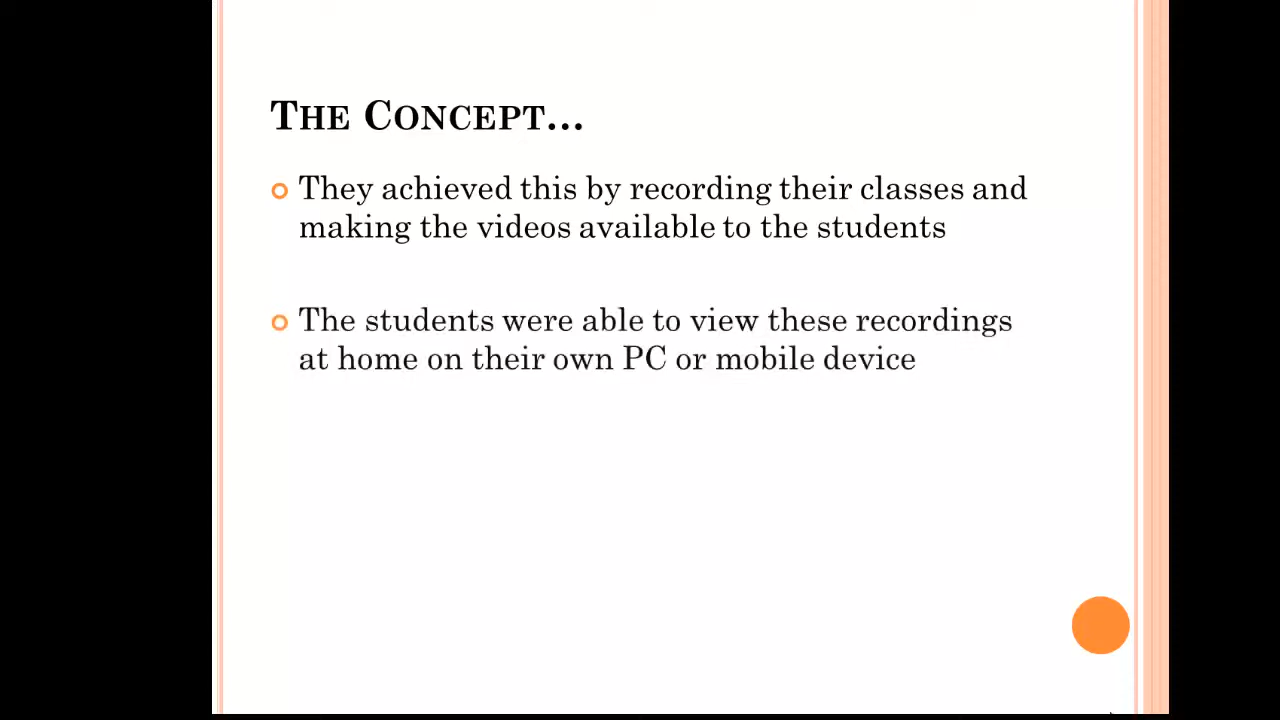 THE CONCEPT…
They achieved this by recording their classes and
making the videos available to the students
The students were able to view these recordings
at home on their own PC or mobile device